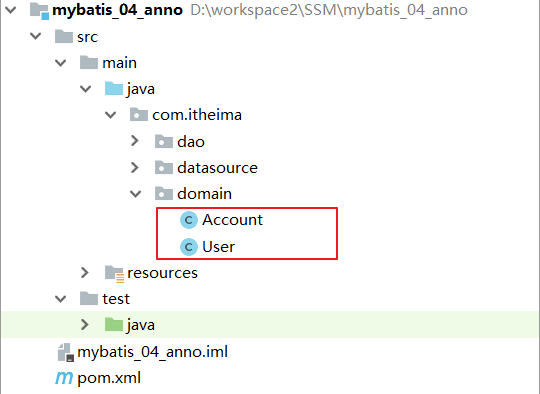 mybatis_04_anno D:\workspace2\SSM\mybatis_04_anno
src
main
java
com.itheima
dao
datasource
domain
Account
User
resources
test
java
mybatis_04_anno.iml
pom.xml